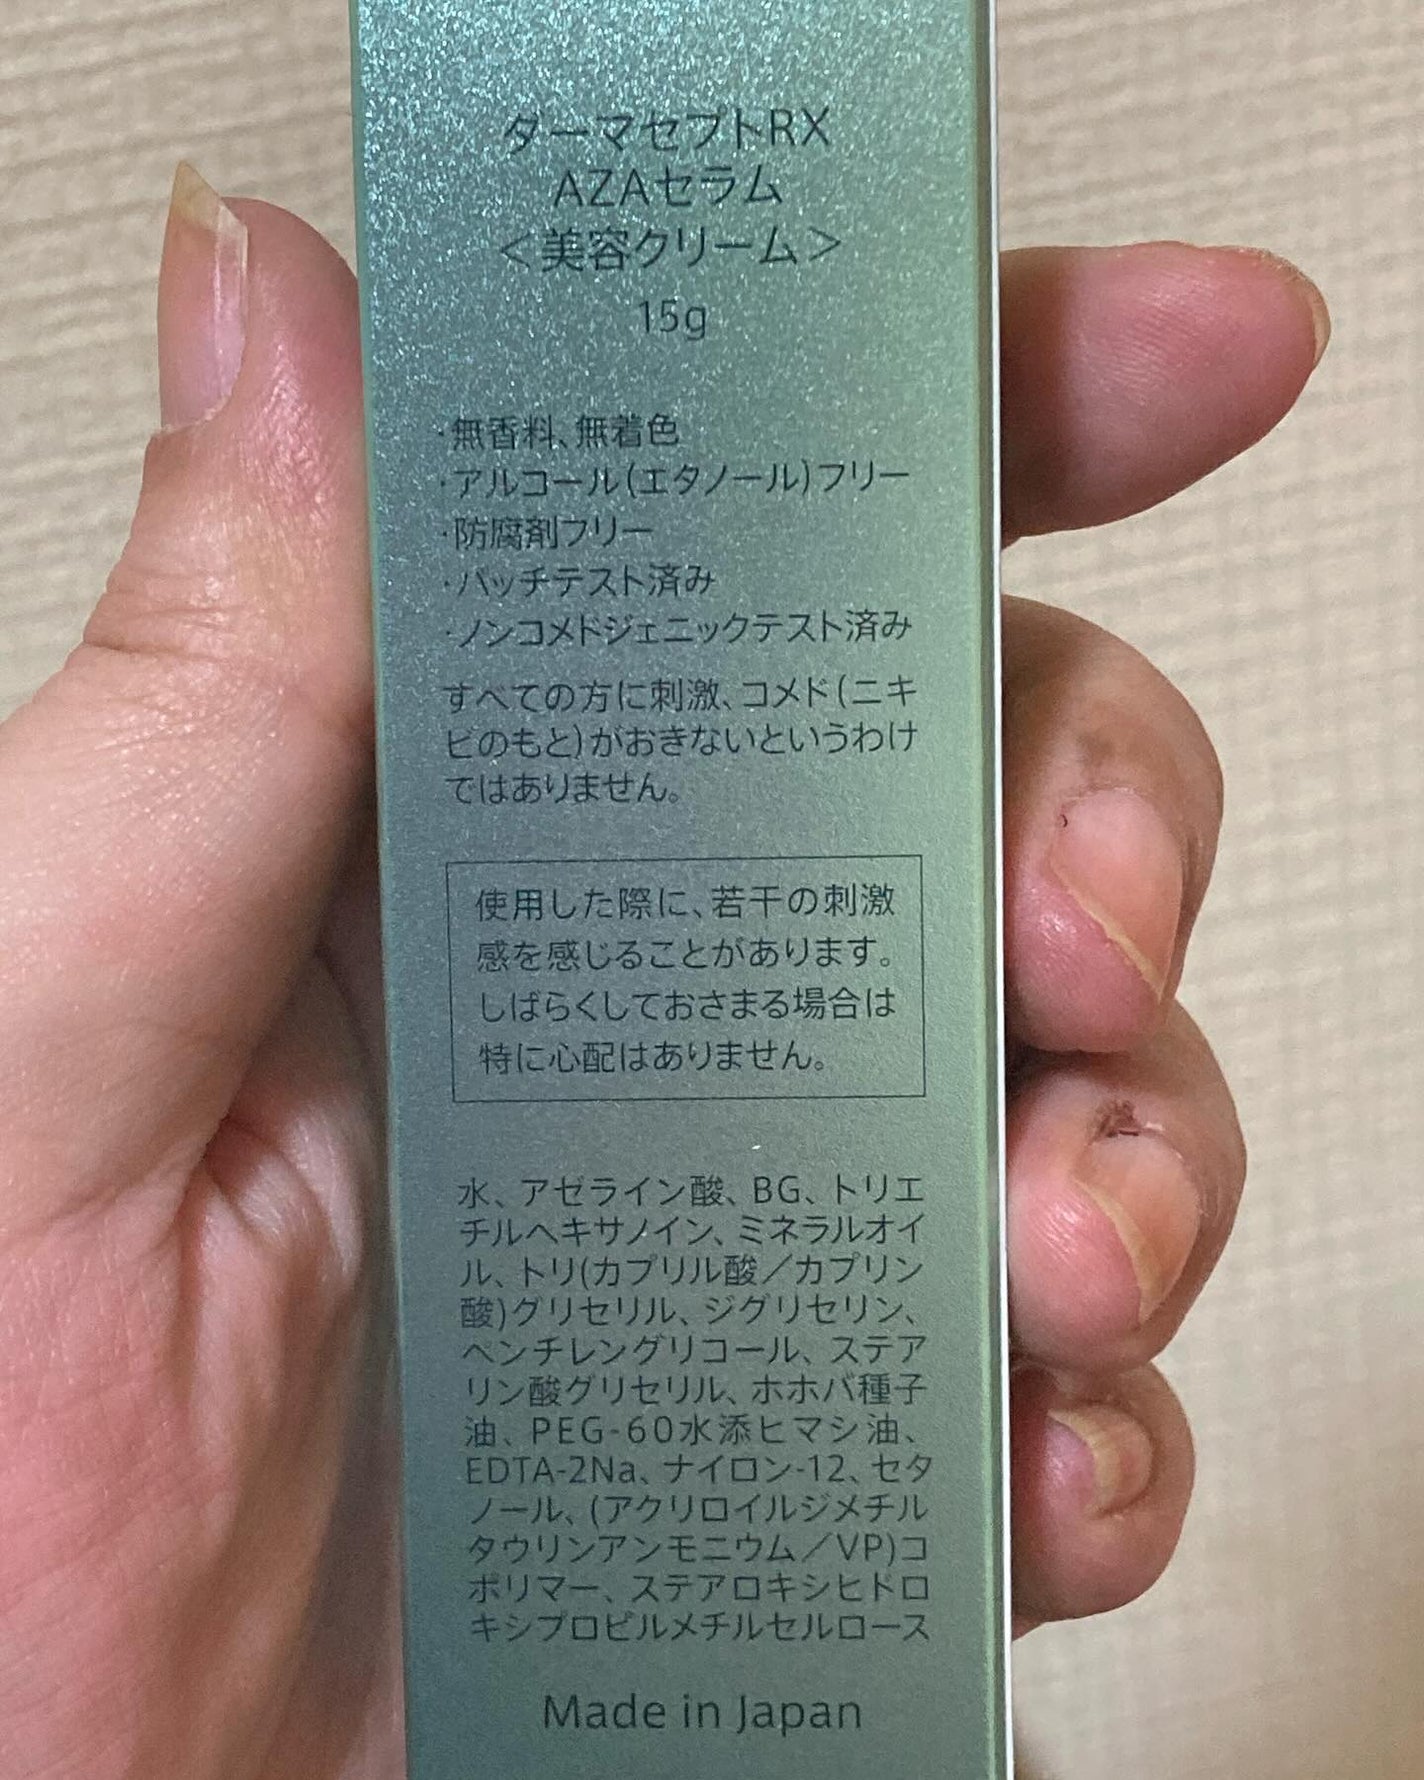 ターマセプトRX
AZAセラム
＜美容クリーム＞
15g
・無香料、無着色
・アルコール(エタノール)フリー
・防腐剤フリー
・パッチテスト済み
・ノンコメドジェニックテスト済み
すべての方に刺激、コメド(ニキ
ビのもと)がおきないというわけ
ではありません。
使用した際に、若干の刺激
感を感じることがあります。
しばらくしておさまる場合は
特に心配はありません。
水、アゼライン酸、BG、トリエ
チルヘキサノイン、ミネラルオイ
ル、トリ(カプリル酸／カプリン
酸)グリセリル、ジグリセリン、
ペンチレングリコール、ステア
リン酸グリセリル、ホホバ種子
油、PEG-60水添ヒマシ油、
EDTA-2Na、ナイロン-12、セタ
ノール、(アクリロイルジメチル
タウリンアンモニウム／VP)コ
ポリマー、ステアロキシヒドロ
キシプロピルメチルセルロース
Made in Japan